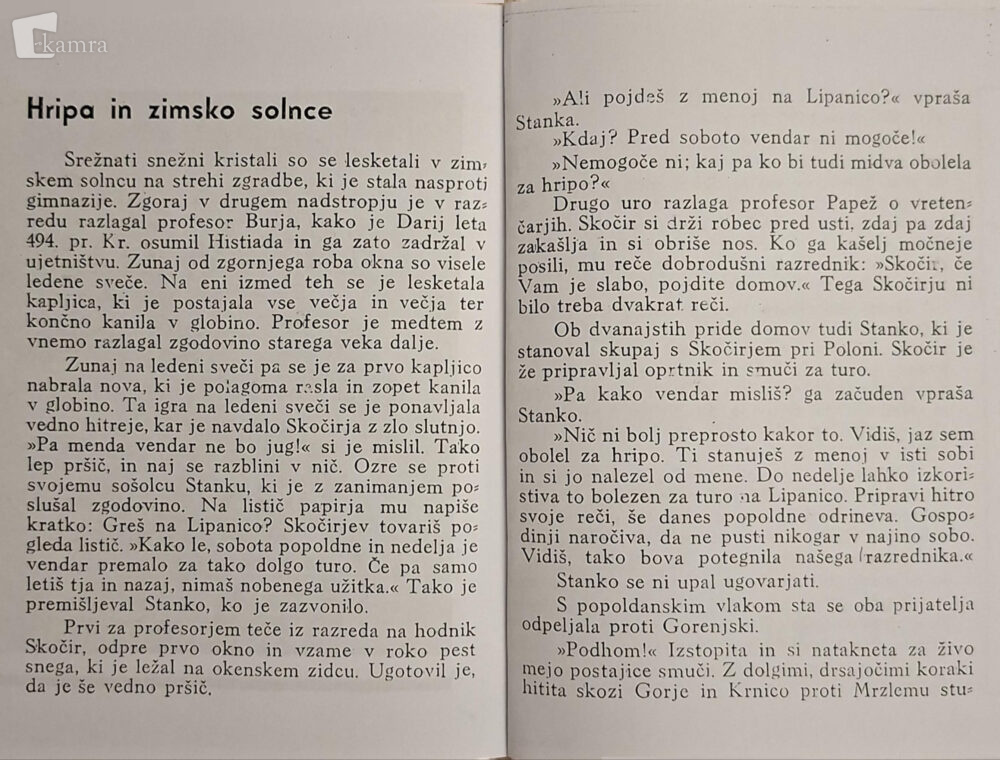 kamra
Hripa in zimsko solnce
Srežnati snežni kristali so se lesketali v zim=
skem solncu na strehi zgradbe, ki je stala nasproti
gimnazije. Zgoraj v drugem nadstropju je v raz=
redu razlagal profesor Burja, kako je Darij leta
494. pr. Kr. osumil Histiada in ga zato zadržal v
ujetništvu. Zunaj od zgornjega roba okna so visele
ledene sveče. Na eni izmed teh se je lesketala
kapljica, ki je postajala vse večja in večja ter
končno kanila v globino. Profesor je medtem z
vnemo razlagal zgodovino starega veka dalje.
Zunaj na ledeni sveči pa se je za prvo kapljico
nabrala nova, ki je polagoma rasla in zopet kanila
v globino. Ta igra na ledeni sveči se je ponavljala
vedno hitreje, kar je navdalo Skočirja z zlo slutnjo.
»Pa menda vendar ne bo jug!« si je mislil. Tako
lep pršič, in naj se razblini v nič. Ozre se proti
svojemu sošolcu Stanku, ki je z zanimanjem po=
slušal zgodovino. Na listič papirja mu napiše
kratko: Greš na Lipanico? Skočirjev tovariš po=
gleda listič. »Kako le, sobota popoldne in nedelja je
vendar premalo za tako dolgo turo. Če pa samo
letiš tja in nazaj, nimaš nobenega užitka.« Tako je
premišljeval Stanko, ko je zazvonilo.
Prvi za profesorjem teče iz razreda na hodnik
Skočir, odpre prvo okno in vzame v roko pest
snega, ki je ležal na okenskem zidcu. Ugotovil je,
da je še vedno pršič.
»Ali pojdeš z menoj na Lipanico?« vpraša
Stanka.
»Kdaj? Pred soboto vendar ni mogoče!«
»Nemogoče ni; kaj pa ko bi tudi midva obolela
za hripo?«
Drugo uro razlaga profesor Papež o vreten=
čarjih. Skočir si drži robec pred usti, zdaj pa zdaj
zakašlja in si obriše nos. Ko ga kašelj močneje
posili, mu reče dobrodušni razrednik: »Skočir, če
Vam je slabo, pojdite domov.« Tega Skočirju ni
bilo treba dvakrat reči.
Ob dvanajstih pride domov tudi Stanko, ki je
stanoval skupaj s Skočirjem pri Poloni. Skočir je
že pripravljal oprtnik in smuči za turo.
»Pa kako vendar misliš? ga začuden vpraša
Stanko.
»Nič ni bolj preprosto kakor to. Vidiš, jaz sem
obolel za hripo. Ti stanuješ z menoj v isti sobi
in si jo nalezel od mene. Do nedelje lahko izkori=
stiva to bolezen za turo na Lipanico. Pripravi hitro
svoje reči, še danes popoldne odrineva. Gospo=
dinji naročiva, da ne pusti nikogar v najino sobo.
Vidiš, tako bova potegnila našega razrednika.«
Stanko se ni upal ugovarjati.
S popoldanskim vlakom sta se oba prijatelja
odpeljala proti Gorenjski.
»Podhom!« Izstopita in si natakneta za živo
mejo postajice smuči. Z dolgimi, drsajočimi koraki
hitita skozi Gorje in Krnico proti Mrzlemu stu=